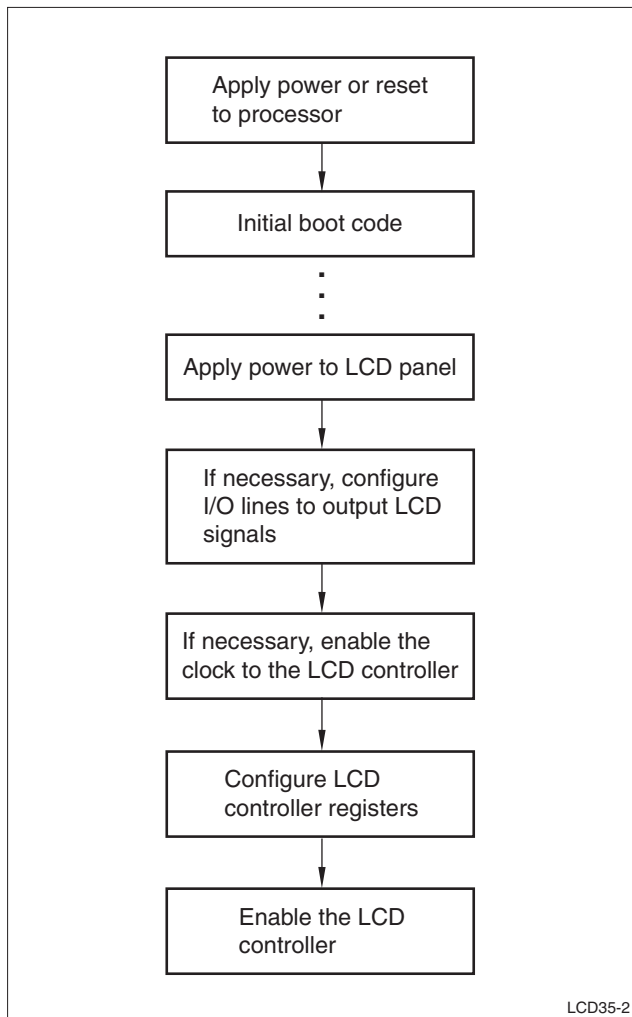 Apply power or reset
to processor
Initial boot code
Apply power to LCD panel
If necessary, configure
I/O lines to output LCD
signals
If necessary, enable the
clock to the LCD controller
Configure LCD
controller registers
Enable the LCD
controller
LCD35-2